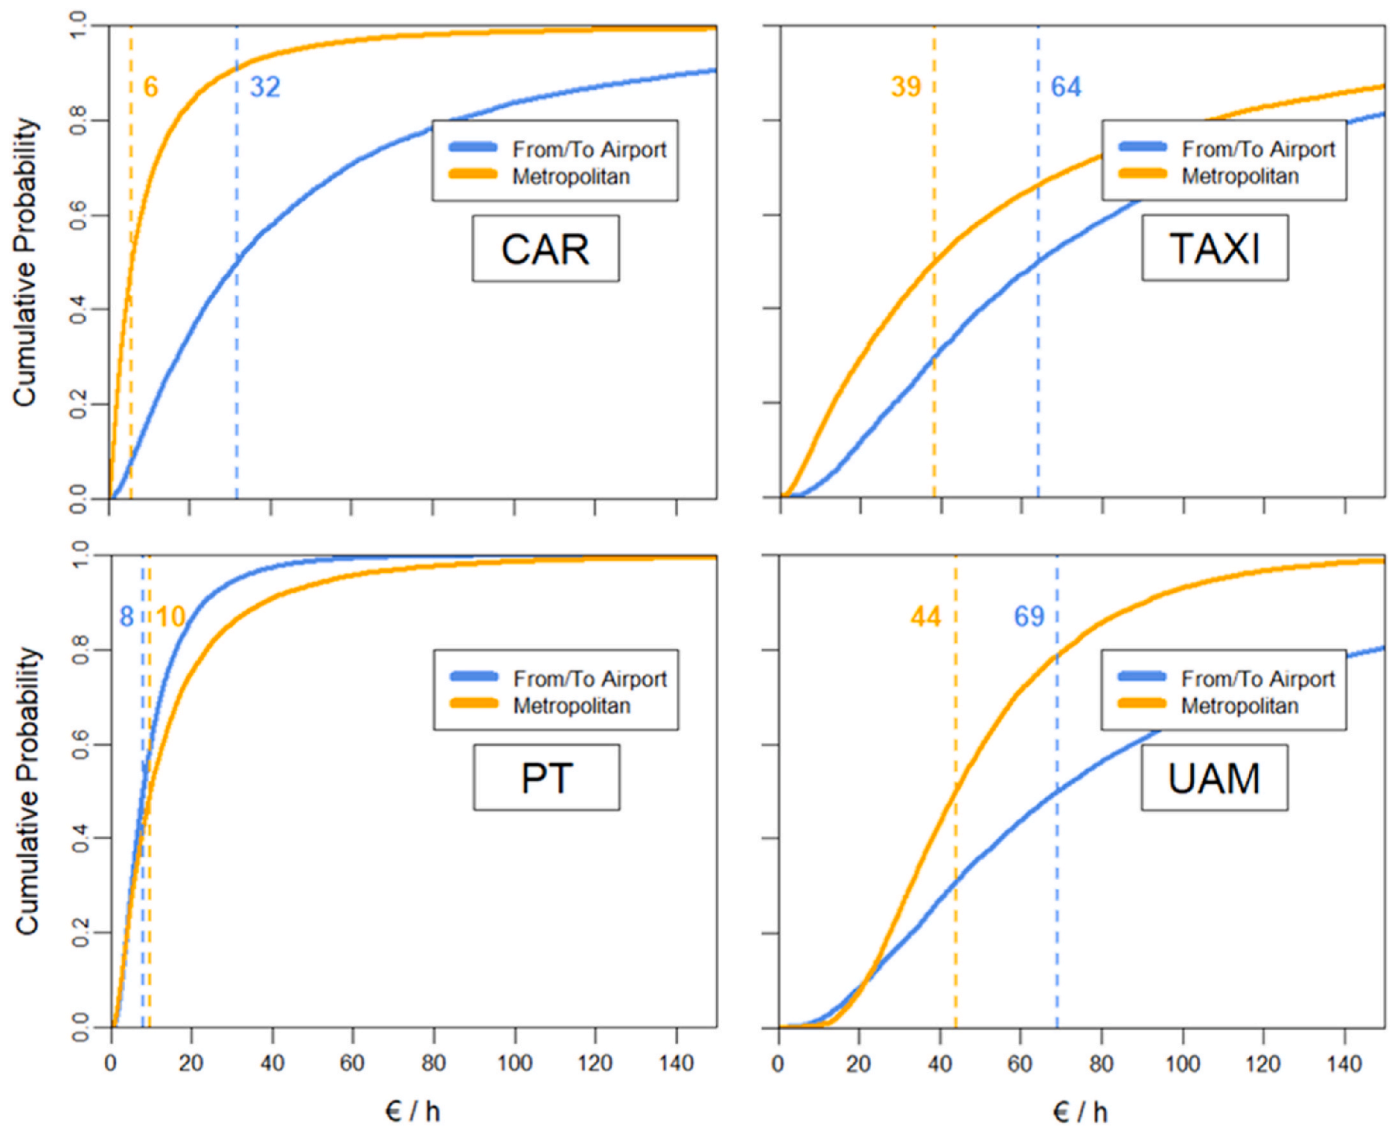 Cumulative Probability
0.0 0.2 0.4 0.6 0.8 1.0
6
32
From/To Airport
Metropolitan
CAR
39
64
From/To Airport
Metropolitan
TAXI
Cumulative Probability
0.0 0.2 0.4 0.6 0.8 1.0
8
10
From/To Airport
Metropolitan
PT
0 20 40 60 80 100 120 140
€ / h
44
69
From/To Airport
Metropolitan
UAM
0 20 40 60 80 100 120 140
€ / h